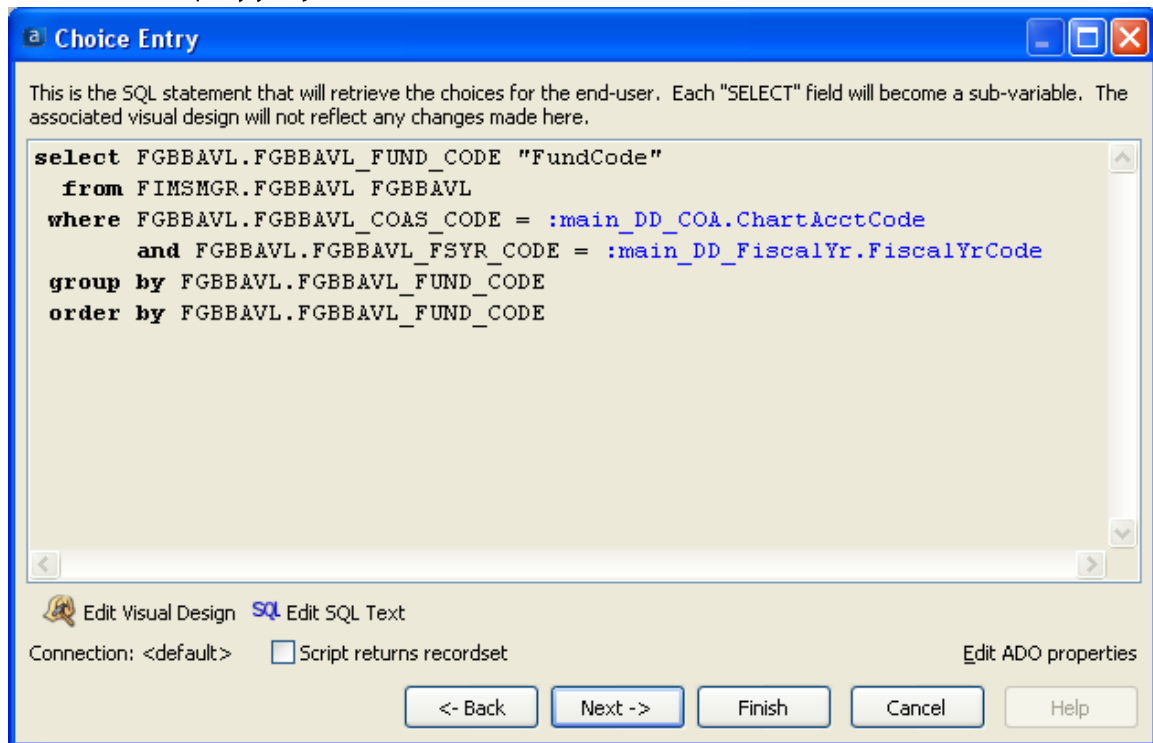 Choice Entry
This is the SQL statement that will retrieve the choices for the end-user.  Each "SELECT" field will become a sub-variable.  The
associated visual design will not reflect any changes made here.
select FGBBAVL.FGBBAVL_FUND_CODE "FundCode"
from FIMSMGR.FGBBAVL FGBBAVL
where FGBBAVL.FGBBAVL_COAS_CODE = :main_DD_COA.ChartAcctCode
and FGBBAVL.FGBBAVL_FSYR_CODE = :main_DD_FiscalYr.FiscalYrCode
group by FGBBAVL.FGBBAVL_FUND_CODE
order by FGBBAVL.FGBBAVL_FUND_CODE
Edit Visual Design SQL Edit SQL Text
Connection: <default> Script returns recordset Edit ADO properties
<- Back Next -> Finish Cancel Help